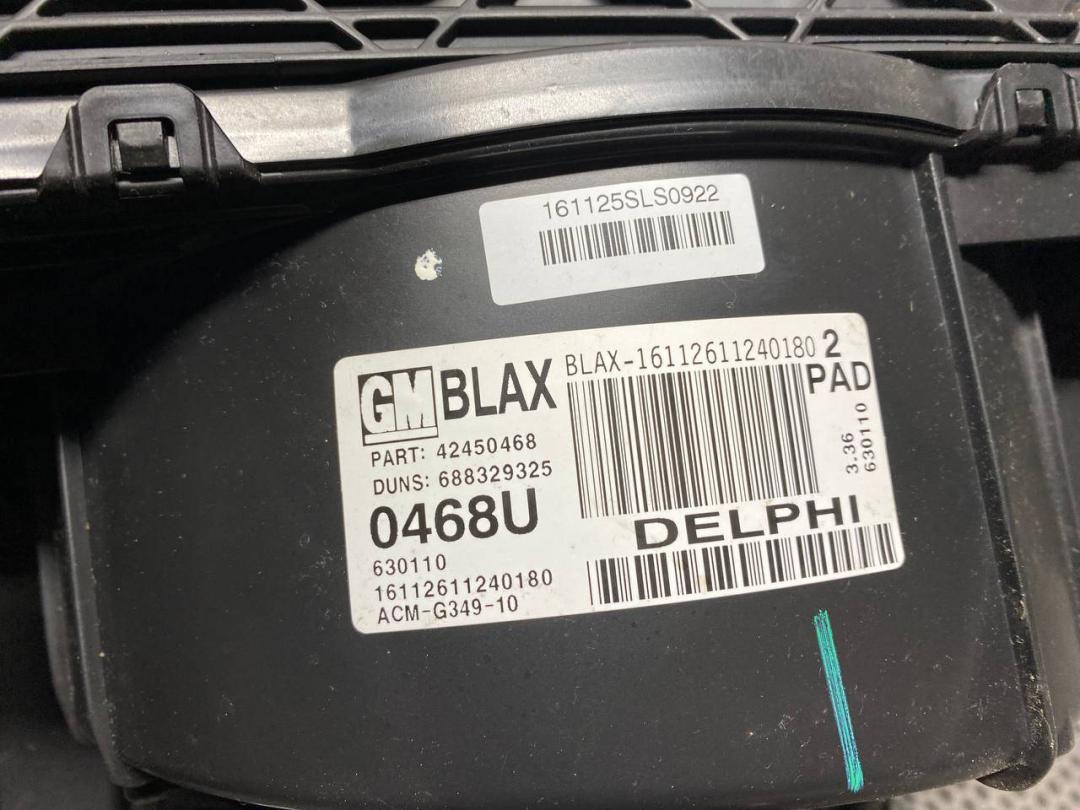 161125SLS0922
GM BLAX
BLAX-16112611240180 2
PAD
PART: 42450468
DUNS: 688329325
0468U
630110
16112611240180
ACM-G349-10
3.36
630110
DELPHI